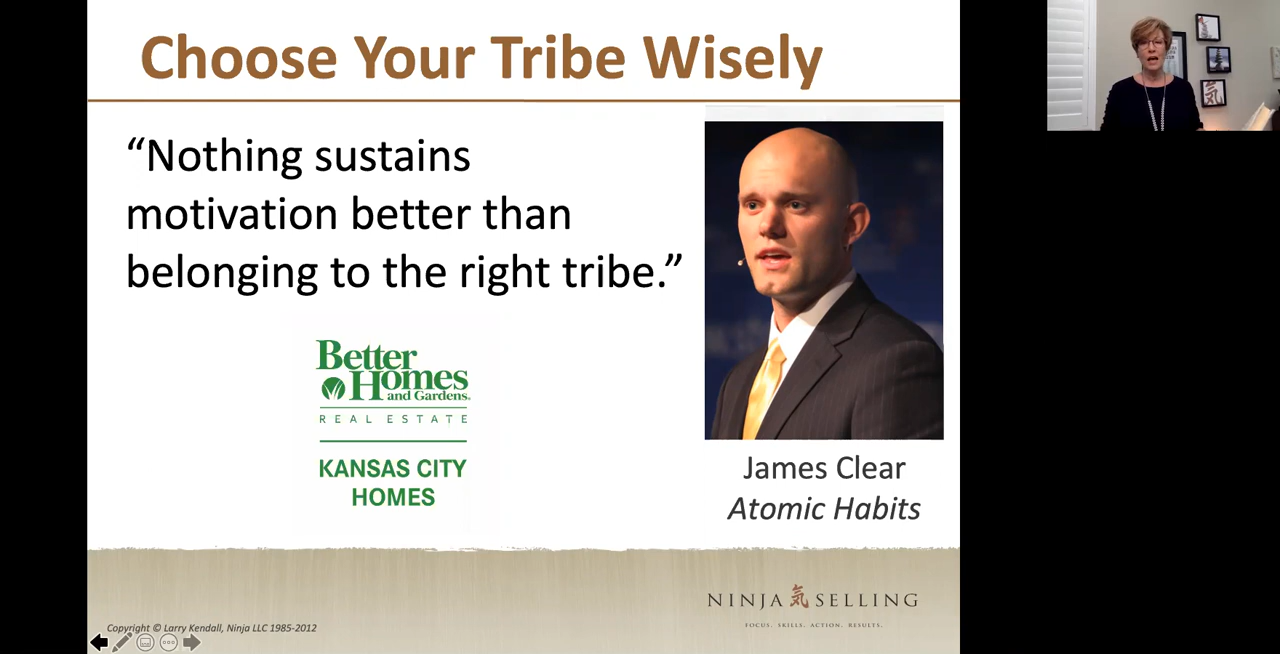 Choose Your Tribe Wisely
“Nothing sustains
motivation better than
belonging to the right tribe.”
Better
Homes
and Gardens.
REAL ESTATE
KANSAS CITY
HOMES
James Clear
Atomic Habits
NINJA 気 SELLING
FOCUS. SKILLS. ACTION. RESULTS.
Copyright © Larry Kendall, Ninja LLC 1985-2012